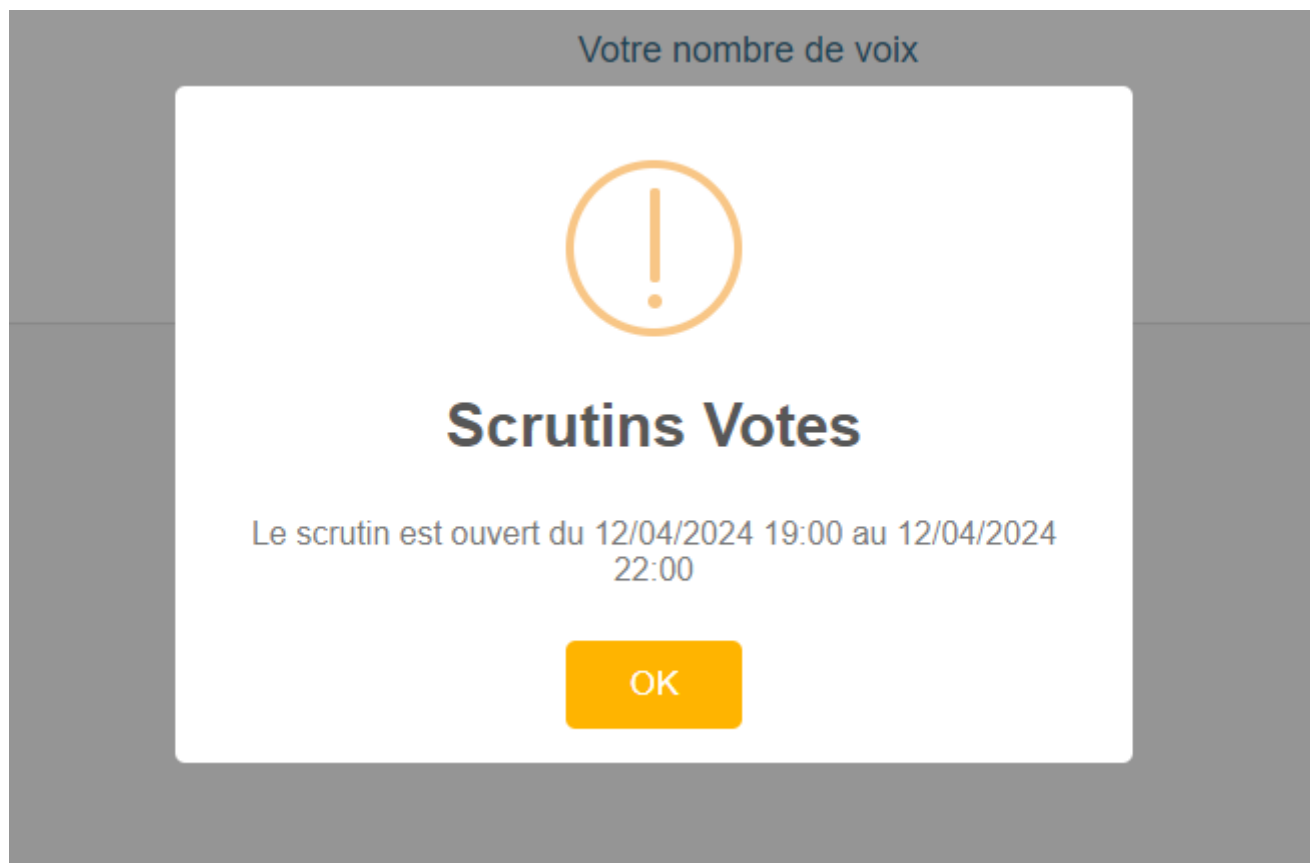 Votre nombre de voix
Scrutins Votes
Le scrutin est ouvert du 12/04/2024 19:00 au 12/04/2024
22:00
OK